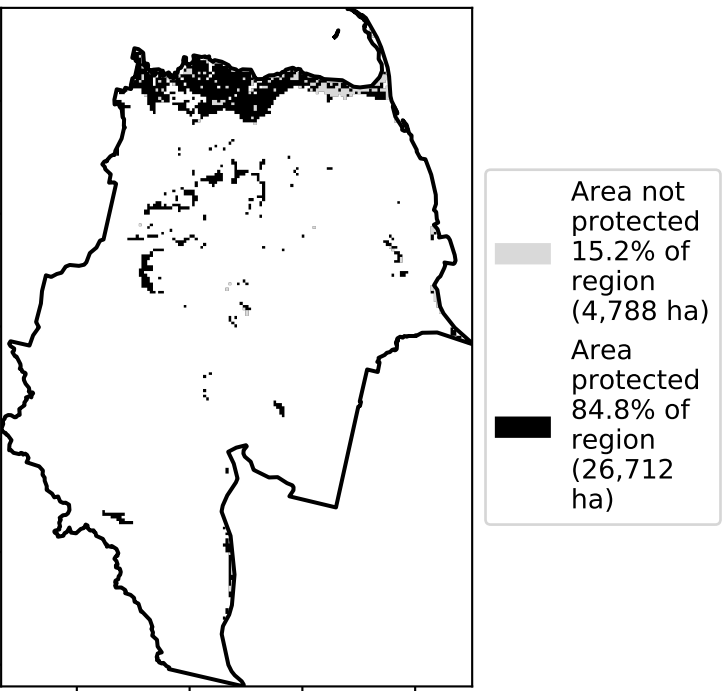 Area not
protected
15.2% of
region
(4,788 ha)
Area
protected
84.8% of
region
(26,712
ha)